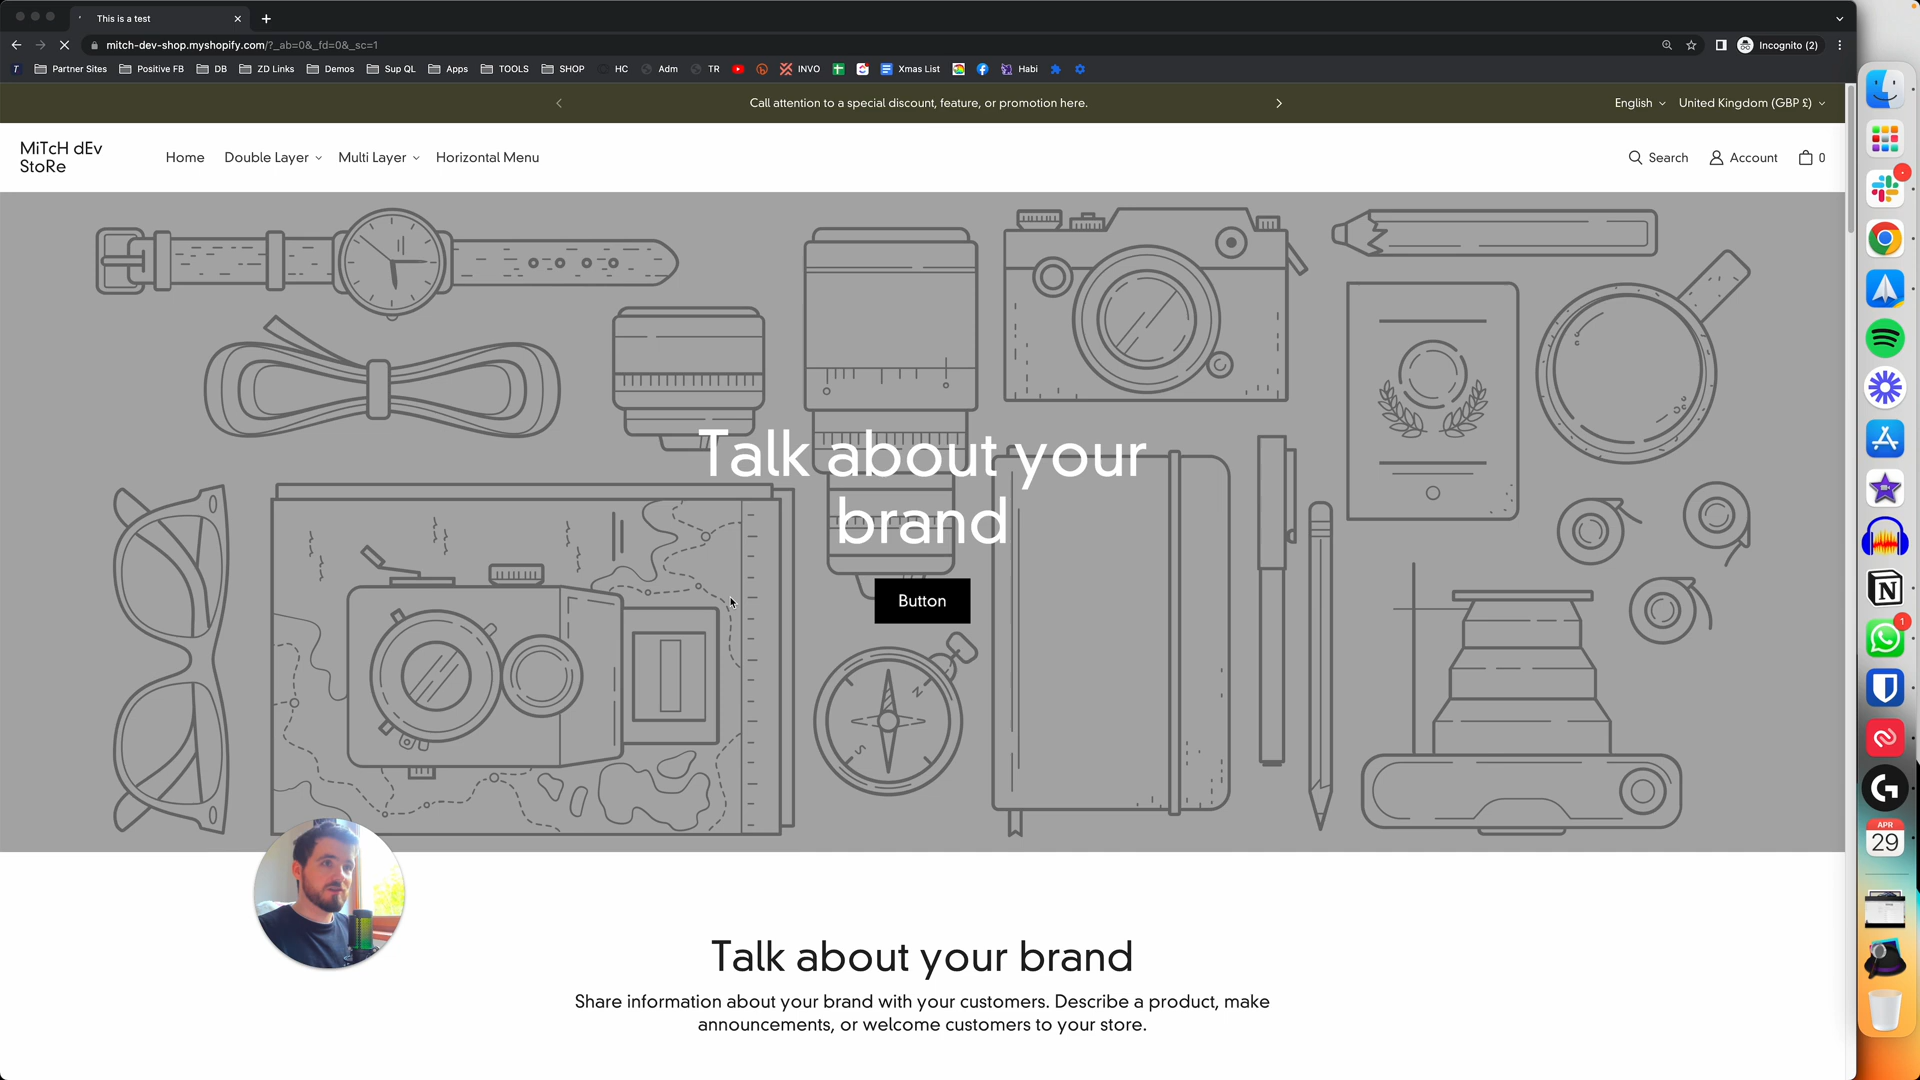 This is a test
mitch-dev-shop.myshopify.com/?_ab=0&_fd=0&_sc=1
Incognito (2)
Partner Sites
Positive FB
DB
ZD Links
Demos
Sup QL
Apps
TOOLS
SHOP
HC
Adm
TR
INVO
Xmas List
Habi
Call attention to a special discount, feature, or promotion here.
English
United Kingdom (GBP £)
MiTcH dEv
StoRe
Home
Double Layer
Multi Layer
Horizontal Menu
Search
Account
0
Talk about your
brand
Button
N
S
Talk about your brand
Share information about your brand with your customers. Describe a product, make
announcements, or welcome customers to your store.
1
APR
29